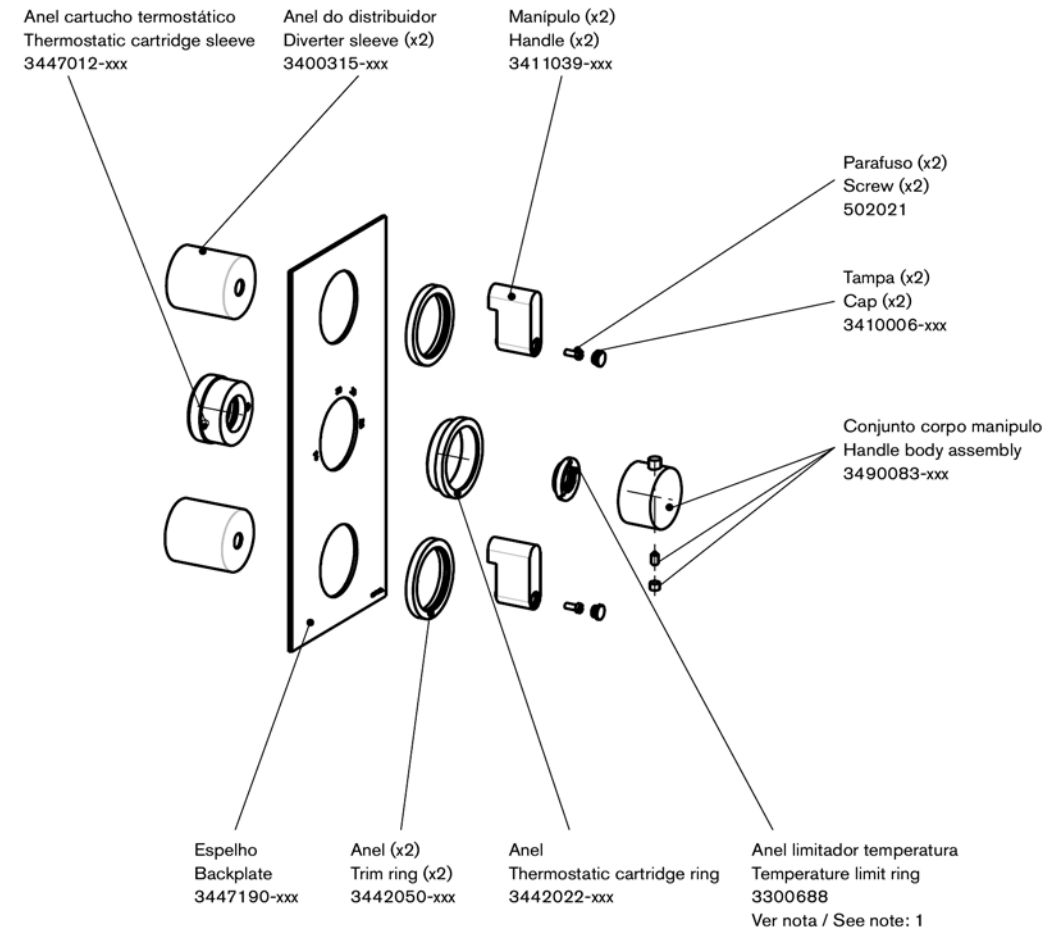 Anel cartucho termostático
Thermostatic cartridge sleeve
3447012-xxx
Anel do distribuidor
Diverter sleeve (x2)
3400315-xxx
Manípulo (x2)
Handle (x2)
3411039-xxx
Parafuso (x2)
Screw (x2)
502021
Tampa (x2)
Cap (x2)
3410006-xxx
Conjunto corpo manipulo
Handle body assembly
3490083-xxx
Espelho
Backplate
3447190-xxx
Anel (x2)
Trim ring (x2)
3442050-xxx
Anel
Thermostatic cartridge ring
3442022-xxx
Anel limitador temperatura
Temperature limit ring
3300688
Ver nota / See note: 1